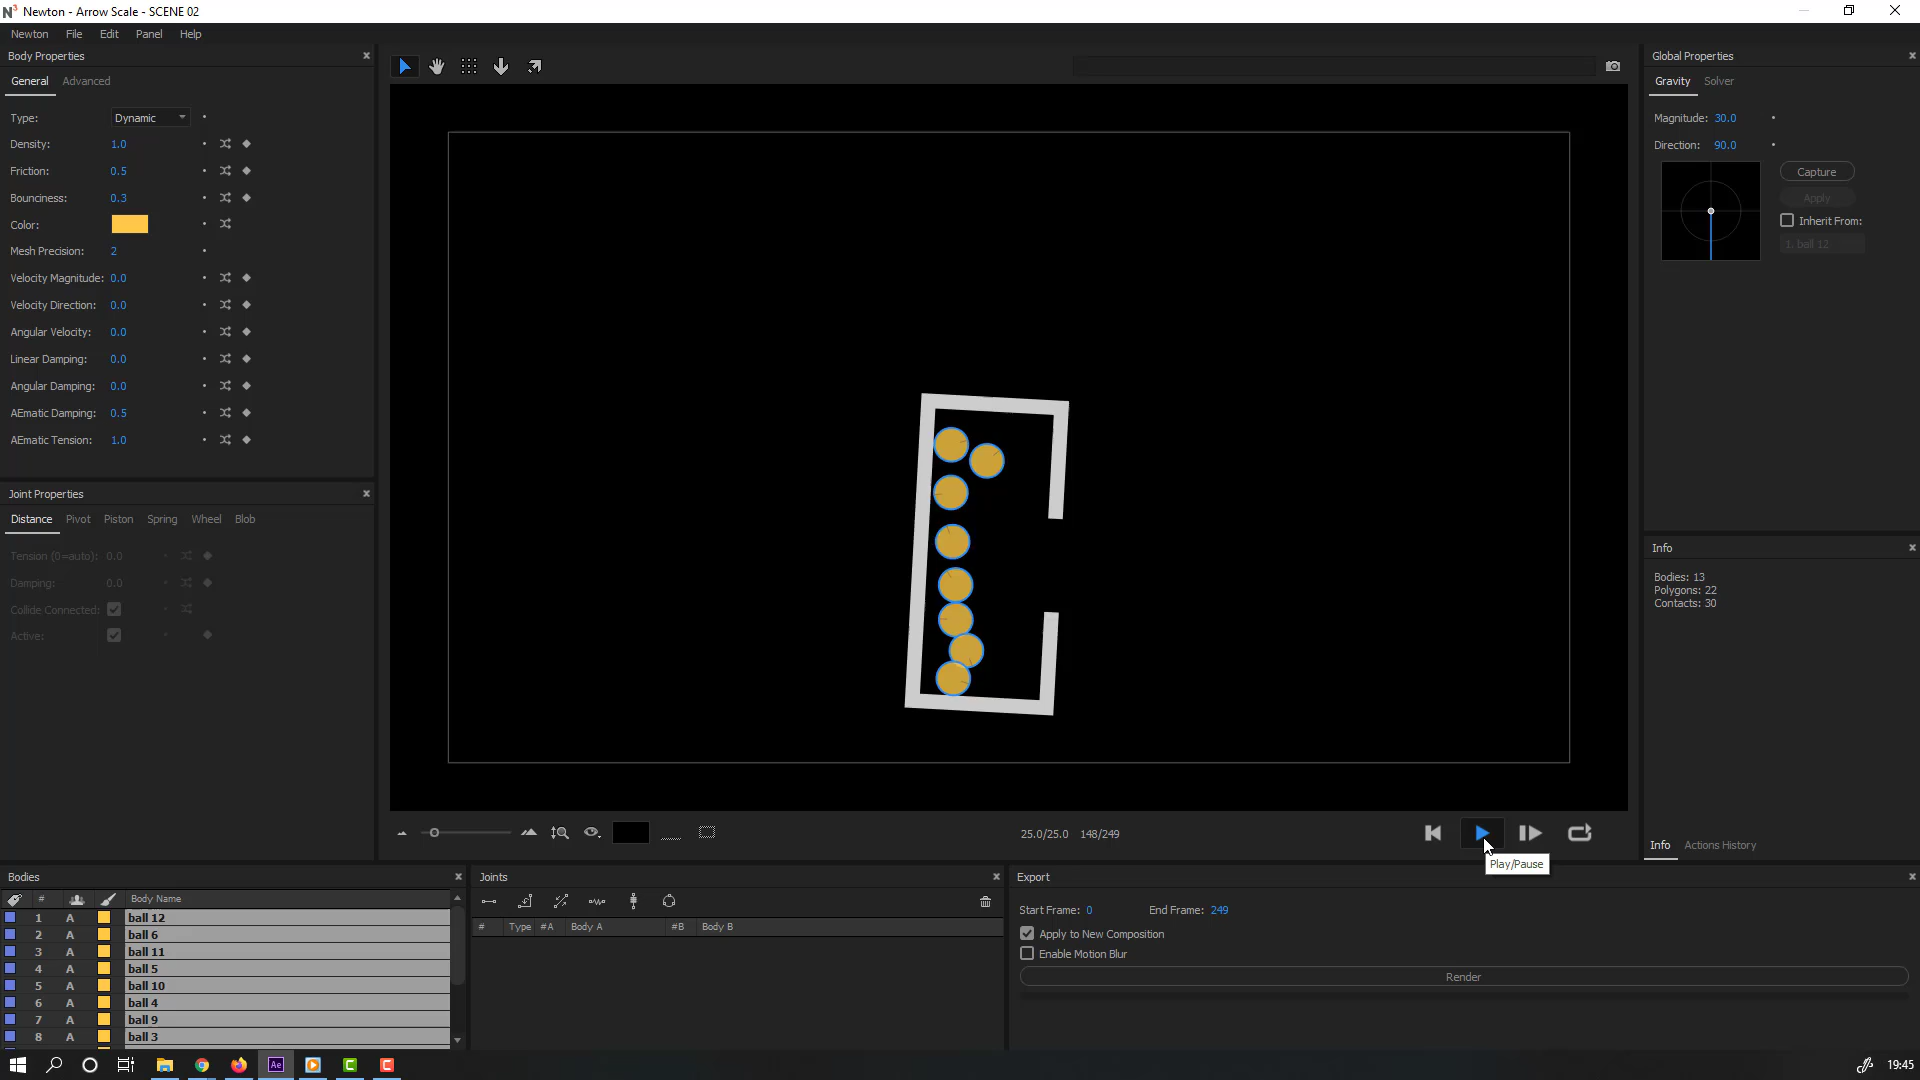 Newton - Arrow Scale - SCENE 02
Newton File Edit Panel Help
Body Properties
General Advanced
Type: Dynamic
Density: 1.0
Friction: 0.5
Bounciness: 0.3
Color:
Mesh Precision: 2
Velocity Magnitude: 0.0
Velocity Direction: 0.0
Angular Velocity: 0.0
Linear Damping: 0.0
Angular Damping: 0.0
AEmatic Damping: 0.5
AEmatic Tension: 1.0
Joint Properties
Distance Pivot Piston Spring Wheel Blob
Tension (0=auto): 0.0
Damping: 0.0
Collide Connected:
Active:
25.0/25.0 148/249
Play/Pause
Global Properties
Gravity Solver
Magnitude: 30.0
Direction: 90.0
Capture
Apply
Inherit From:
1. ball 12
Info
Bodies: 13
Polygons: 22
Contacts: 30
Info Actions History
Bodies
# Body Name
1 A ball 12
2 A ball 6
3 A ball 11
4 A ball 5
5 A ball 10
6 A ball 4
7 A ball 9
8 A ball 3
Joints
# Type #A Body A #B Body B
Export
Start Frame: 0 End Frame: 249
Apply to New Composition
Enable Motion Blur
Render
Ae
C
C
19:45